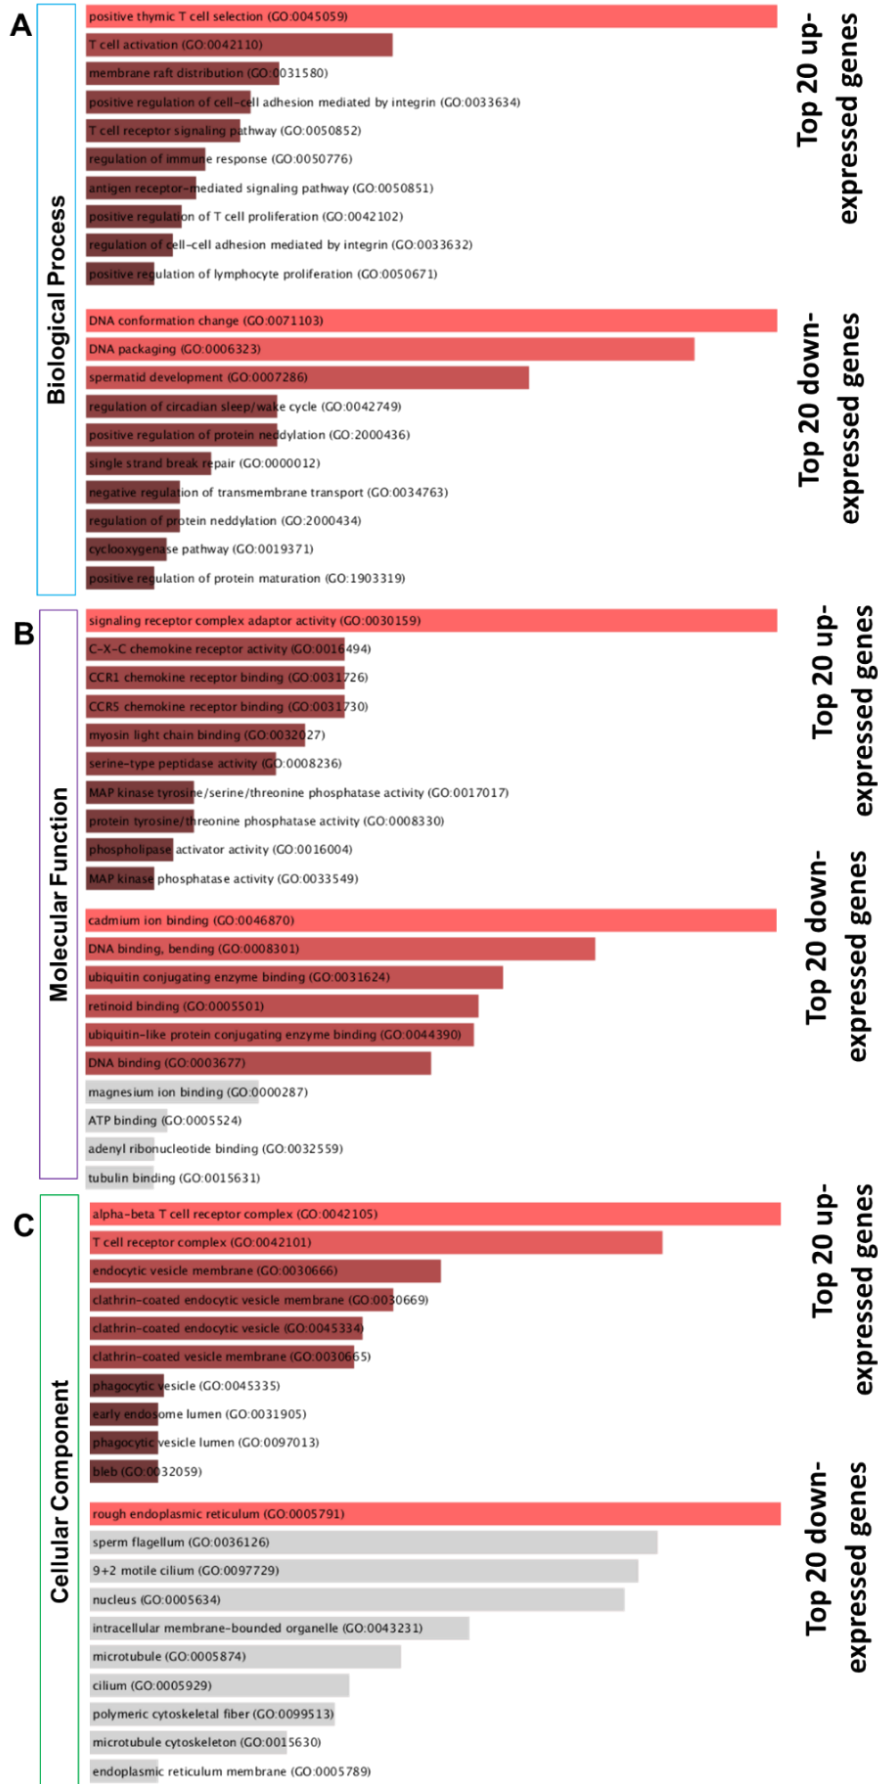 A
Biological Process
positive thymic T cell selection (GO:0045059)
T cell activation (GO:0042110)
membrane raft distribution (GO:0031580)
positive regulation of cell-cell adhesion mediated by integrin (GO:0033634)
T cell receptor signaling pathway (GO:0050852)
regulation of immune response (GO:0050776)
antigen receptor-mediated signaling pathway (GO:0050851)
positive regulation of T cell proliferation (GO:0042102)
regulation of cell-cell adhesion mediated by integrin (GO:0033632)
positive regulation of lymphocyte proliferation (GO:0050671)
Top 20 up-
expressed genes
DNA conformation change (GO:0071103)
DNA packaging (GO:0006323)
spermatid development (GO:0007286)
regulation of circadian sleep/wake cycle (GO:0042749)
positive regulation of protein neddylation (GO:2000436)
single strand break repair (GO:0000012)
negative regulation of transmembrane transport (GO:0034763)
regulation of protein neddylation (GO:2000434)
cyclooxygenase pathway (GO:0019371)
positive regulation of protein maturation (GO:1903319)
Top 20 down-
expressed genes
B
Molecular Function
signaling receptor complex adaptor activity (GO:0030159)
C-X-C chemokine receptor activity (GO:0016494)
CCR1 chemokine receptor binding (GO:0031726)
CCR5 chemokine receptor binding (GO:0031730)
myosin light chain binding (GO:0032027)
serine-type peptidase activity (GO:0008236)
MAP kinase tyrosine/serine/threonine phosphatase activity (GO:0017017)
protein tyrosine/threonine phosphatase activity (GO:0008330)
phospholipase activator activity (GO:0016004)
MAP kinase phosphatase activity (GO:0033549)
Top 20 up-
expressed genes
cadmium ion binding (GO:0046870)
DNA binding, bending (GO:0008301)
ubiquitin conjugating enzyme binding (GO:0031624)
retinoid binding (GO:0005501)
ubiquitin-like protein conjugating enzyme binding (GO:0044390)
DNA binding (GO:0003677)
magnesium ion binding (GO:0000287)
ATP binding (GO:0005524)
adenyl ribonucleotide binding (GO:0032559)
tubulin binding (GO:0015631)
Top 20 down-
expressed genes
C
Cellular Component
alpha-beta T cell receptor complex (GO:0042105)
T cell receptor complex (GO:0042101)
endocytic vesicle membrane (GO:0030666)
clathrin-coated endocytic vesicle membrane (GO:0030669)
clathrin-coated endocytic vesicle (GO:0045334)
clathrin-coated vesicle membrane (GO:0030665)
phagocytic vesicle (GO:0045335)
early endosome lumen (GO:0031905)
phagocytic vesicle lumen (GO:0097013)
bleb (GO:0032059)
Top 20 up-
expressed genes
rough endoplasmic reticulum (GO:0005791)
sperm flagellum (GO:0036126)
9+2 motile cilium (GO:0097729)
nucleus (GO:0005634)
intracellular membrane-bounded organelle (GO:0043231)
microtubule (GO:0005874)
cilium (GO:0005929)
polymeric cytoskeletal fiber (GO:0099513)
microtubule cytoskeleton (GO:0015630)
endoplasmic reticulum membrane (GO:0005789)
Top 20 down-
expressed genes